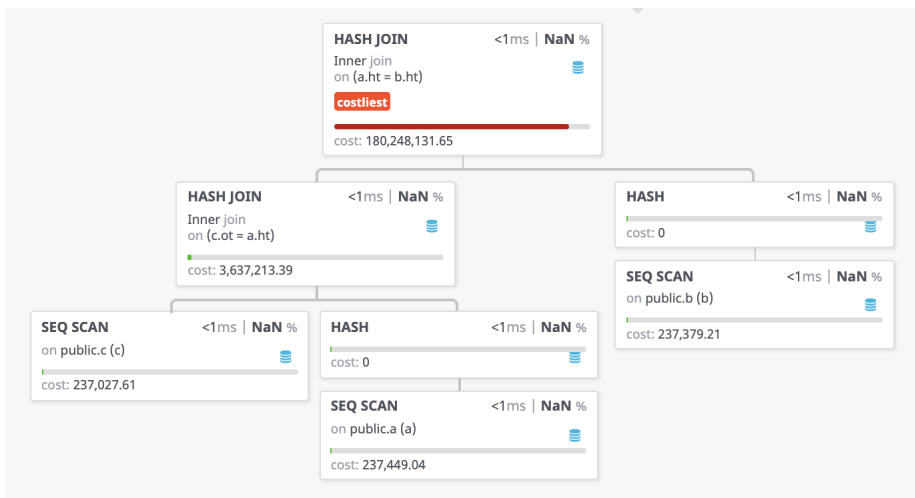 HASH JOIN <1ms | NaN %
Inner join
on (a.ht = b.ht)
costliest
cost: 180,248,131.65
HASH JOIN <1ms | NaN %
Inner join
on (c.ot = a.ht)
cost: 3,637,213.39
HASH <1ms | NaN %
cost: 0
SEQ SCAN <1ms | NaN %
on public.b (b)
cost: 237,379.21
SEQ SCAN <1ms | NaN %
on public.c (c)
cost: 237,027.61
HASH <1ms | NaN %
cost: 0
SEQ SCAN <1ms | NaN %
on public.a (a)
cost: 237,449.04